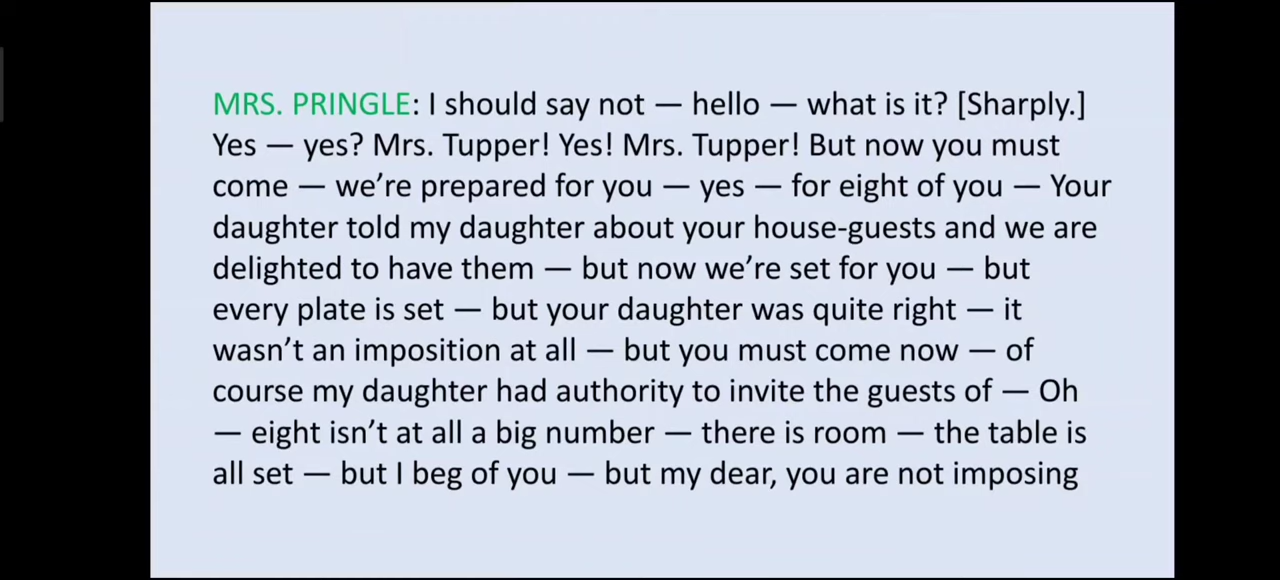 MRS. PRINGLE: I should say not — hello — what is it? [Sharply.]
Yes — yes? Mrs. Tupper! Yes! Mrs. Tupper! But now you must
come — we’re prepared for you — yes — for eight of you — Your
daughter told my daughter about your house-guests and we are
delighted to have them — but now we’re set for you — but
every plate is set — but your daughter was quite right — it
wasn’t an imposition at all — but you must come now — of
course my daughter had authority to invite the guests of — Oh
— eight isn’t at all a big number — there is room — the table is
all set — but I beg of you — but my dear, you are not imposing